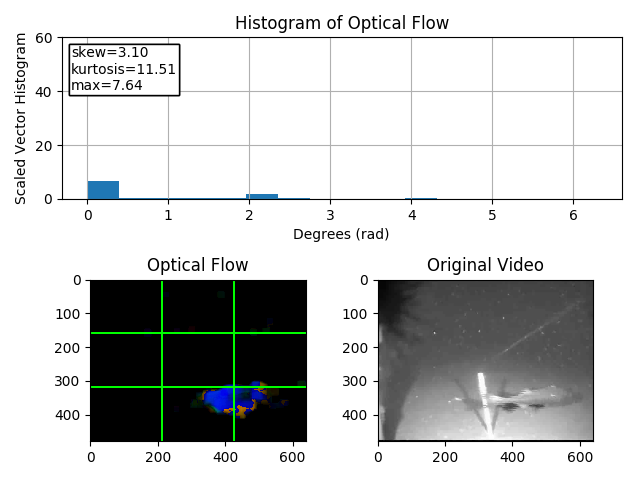 Histogram of Optical Flow
Scaled Vector Histogram
60
40
20
0
skew=3.10
kurtosis=11.51
max=7.64
0 1 2 3 4 5 6
Degrees (rad)
Optical Flow
0
100
200
300
400
0 200 400 600
Original Video
0
100
200
300
400
0 200 400 600